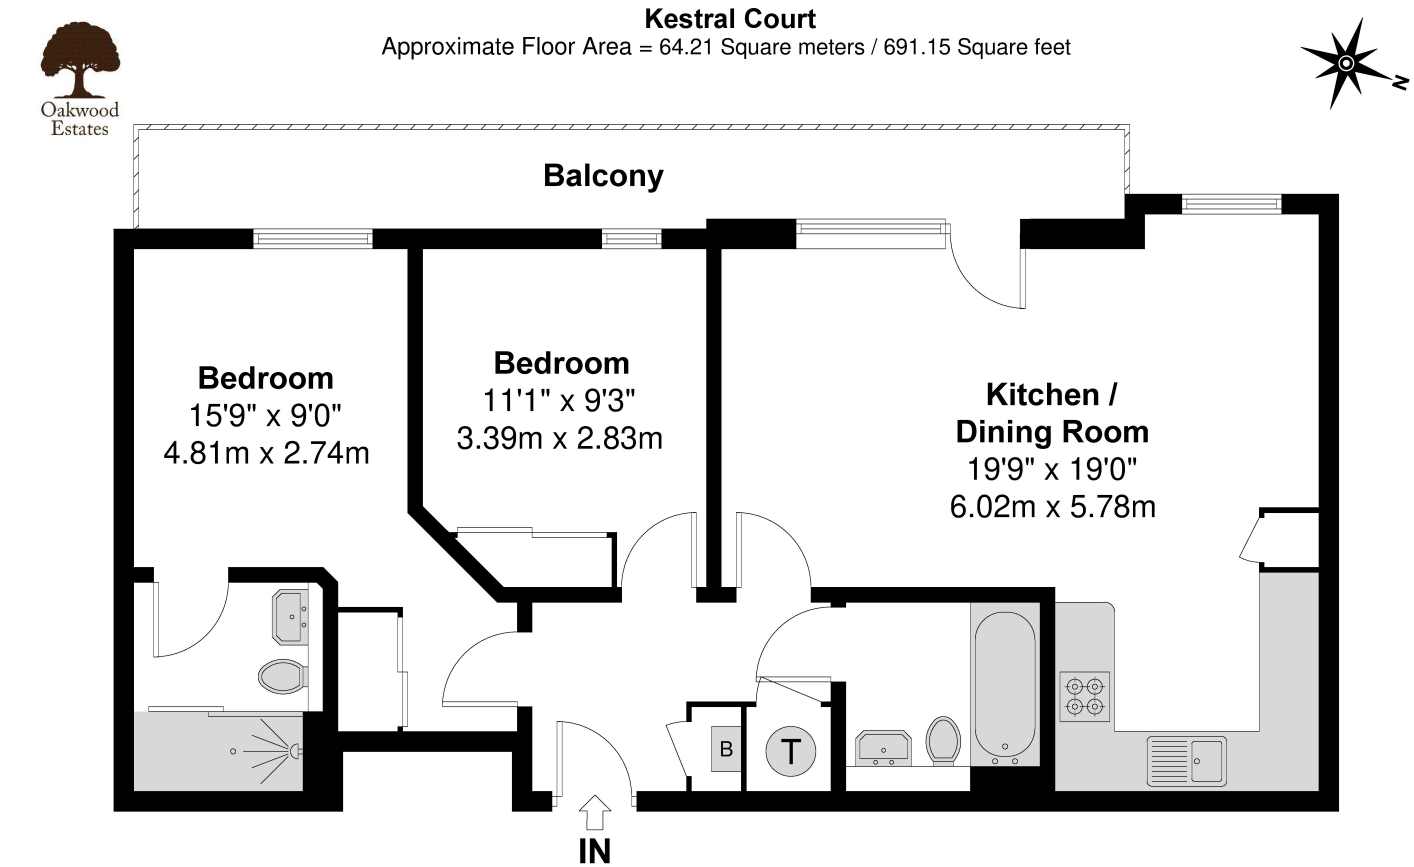 Kestral Court
Approximate Floor Area = 64.21 Square meters / 691.15 Square feet
Oakwood
Estates
N
Balcony
Bedroom
15'9" x 9'0"
4.81m x 2.74m
Bedroom
11'1" x 9'3"
3.39m x 2.83m
Kitchen /
Dining Room
19'9" x 19'0"
6.02m x 5.78m
B
T
IN